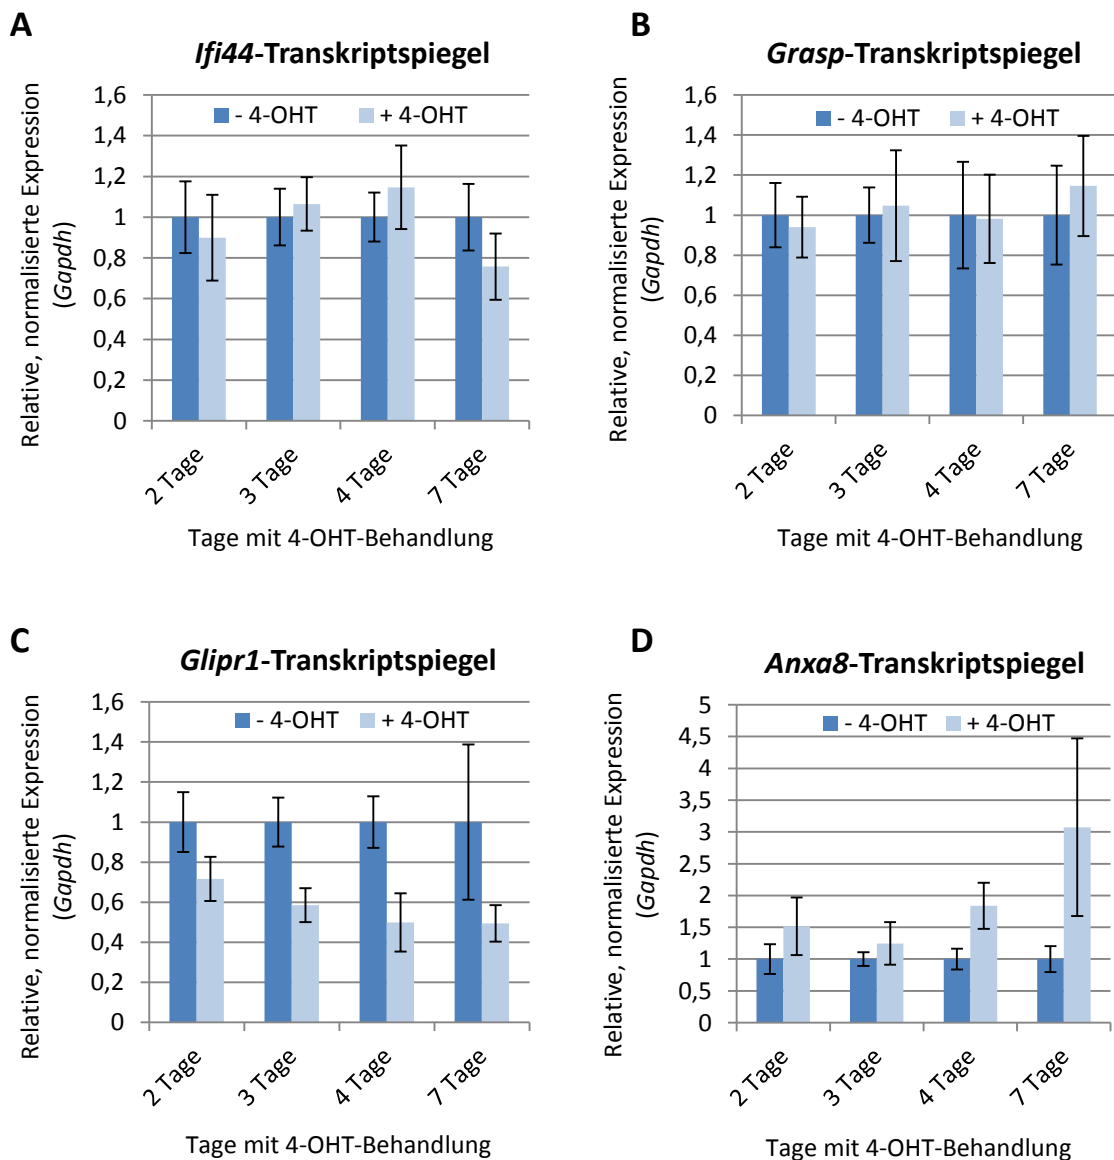 A
Ifi44-Transkriptspiegel
Relative, normalisierte Expression
(Gapdh)
1,6
1,4
1,2
1
0,8
0,6
0,4
0,2
0
- 4-OHT + 4-OHT
2 Tage
3 Tage
4 Tage
7 Tage
Tage mit 4-OHT-Behandlung
B
Grasp-Transkriptspiegel
Relative, normalisierte Expression
(Gapdh)
1,6
1,4
1,2
1
0,8
0,6
0,4
0,2
0
- 4-OHT + 4-OHT
2 Tage
3 Tage
4 Tage
7 Tage
Tage mit 4-OHT-Behandlung
C
Glipr1-Transkriptspiegel
Relative, normalisierte Expression
(Gapdh)
1,6
1,4
1,2
1
0,8
0,6
0,4
0,2
0
- 4-OHT + 4-OHT
2 Tage
3 Tage
4 Tage
7 Tage
Tage mit 4-OHT-Behandlung
D
Anxa8-Transkriptspiegel
Relative, normalisierte Expression
(Gapdh)
5
4,5
4
3,5
3
2,5
2
1,5
1
0,5
0
- 4-OHT + 4-OHT
2 Tage
3 Tage
4 Tage
7 Tage
Tage mit 4-OHT-Behandlung